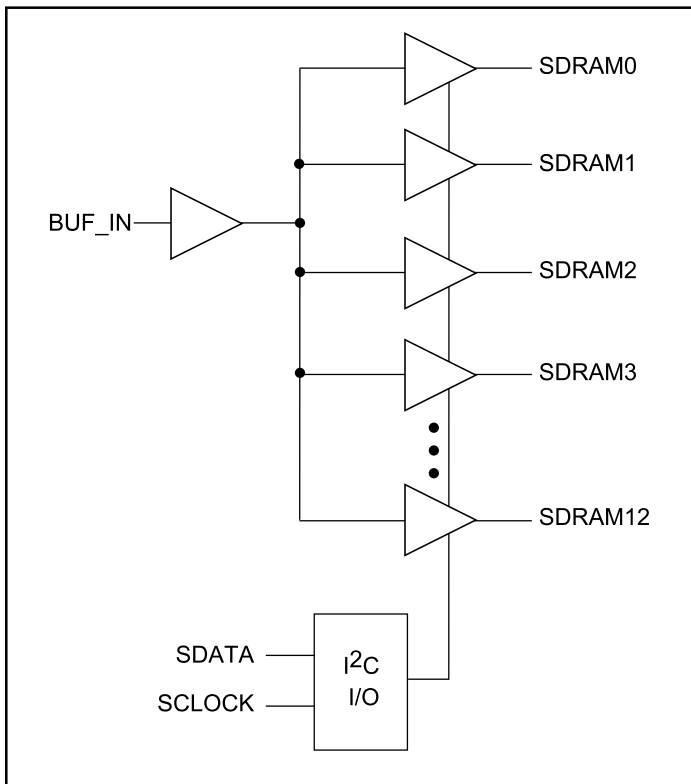 SDRAM0
SDRAM1
BUF_IN
SDRAM2
SDRAM3
SDRAM12
SDATA
SCLOCK
I²C
I/O